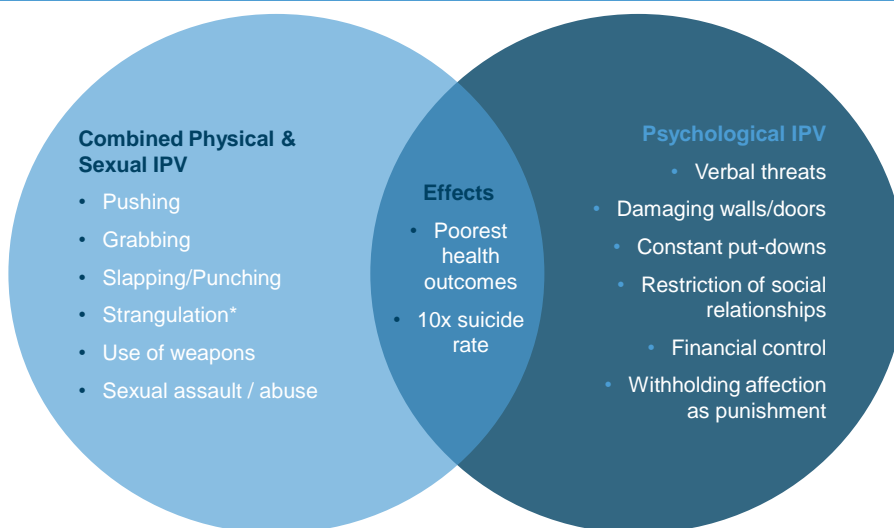 Combined Physical &
Sexual IPV
• Pushing
• Grabbing
• Slapping/Punching
• Strangulation*
• Use of weapons
• Sexual assault / abuse
Effects
• Poorest
health
outcomes
• 10x suicide
rate
Psychological IPV
• Verbal threats
• Damaging walls/doors
• Constant put-downs
• Restriction of social
relationships
• Financial control
• Withholding affection
as punishment